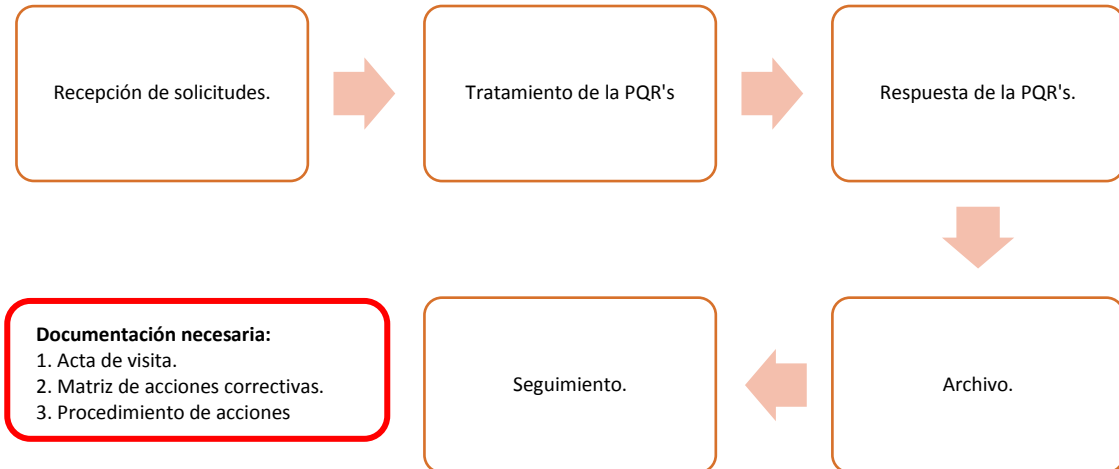 Recepción de solicitudes.
Tratamiento de la PQR's
Respuesta de la PQR's.
Documentación necesaria:
1. Acta de visita.
2. Matriz de acciones correctivas.
3. Procedimiento de acciones
Seguimiento.
Archivo.